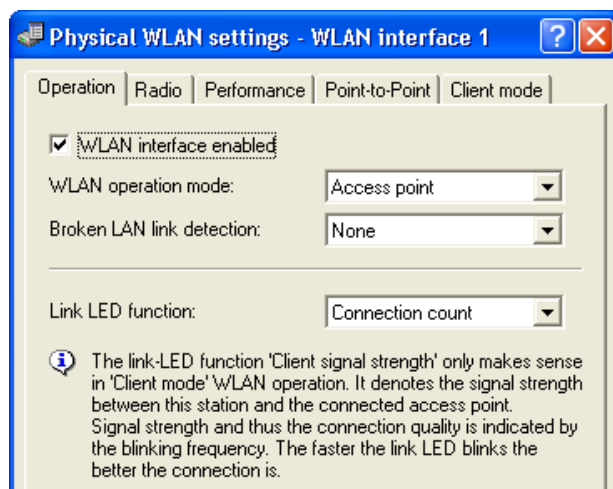 Physical WLAN settings - WLAN interface 1
Operation Radio Performance Point-to-Point Client mode
WLAN interface enabled
WLAN operation mode: Access point
Broken LAN link detection: None
Link LED function: Connection count
The link-LED function 'Client signal strength' only makes sense
in 'Client mode' WLAN operation. It denotes the signal strength
between this station and the connected access point.
Signal strength and thus the connection quality is indicated by
the blinking frequency. The faster the link LED blinks the
better the connection is.